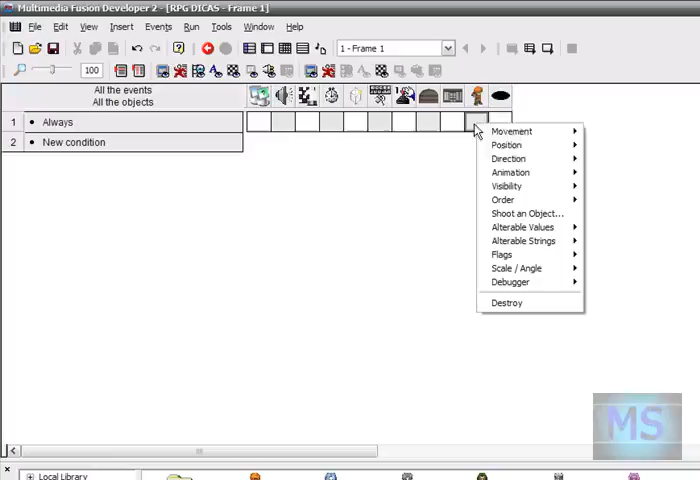 Multimedia Fusion Developer 2 - [RPG DICAS - Frame 1]
File Edit View Insert Events Run Tools Window Help
1 - Frame 1
100
All the events
All the objects
1 • Always
2 • New condition
Movement
Position
Direction
Animation
Visibility
Order
Shoot an Object...
Alterable Values
Alterable Strings
Flags
Scale / Angle
Debugger
Destroy
MS
Local Library